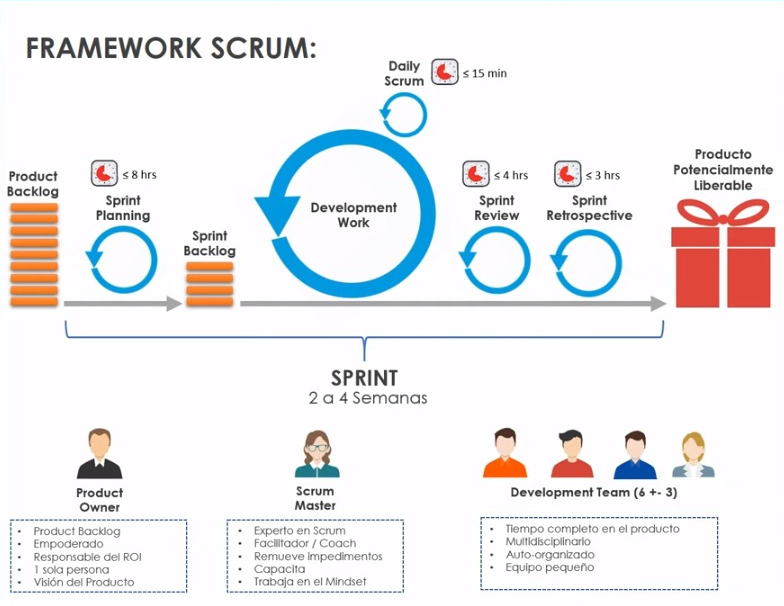 FRAMEWORK SCRUM:
Daily
Scrum
≤ 15 min
Product
Backlog
≤ 8 hrs
Sprint
Planning
Sprint
Backlog
Development
Work
≤ 4 hrs
Sprint
Review
≤ 3 hrs
Sprint
Retrospective
Producto
Potencialmente
Liberable
SPRINT
2 a 4 Semanas
Product
Owner
• Product Backlog
• Empoderado
• Responsable del ROI
• 1 sola persona
• Visión del Producto
Scrum
Master
• Experto en Scrum
• Facilitador / Coach
• Remueve impedimentos
• Capacita
• Trabaja en el Mindset
Development Team (6 +- 3)
• Tiempo completo en el producto
• Multidisciplinario
• Auto-organizado
• Equipo pequeño